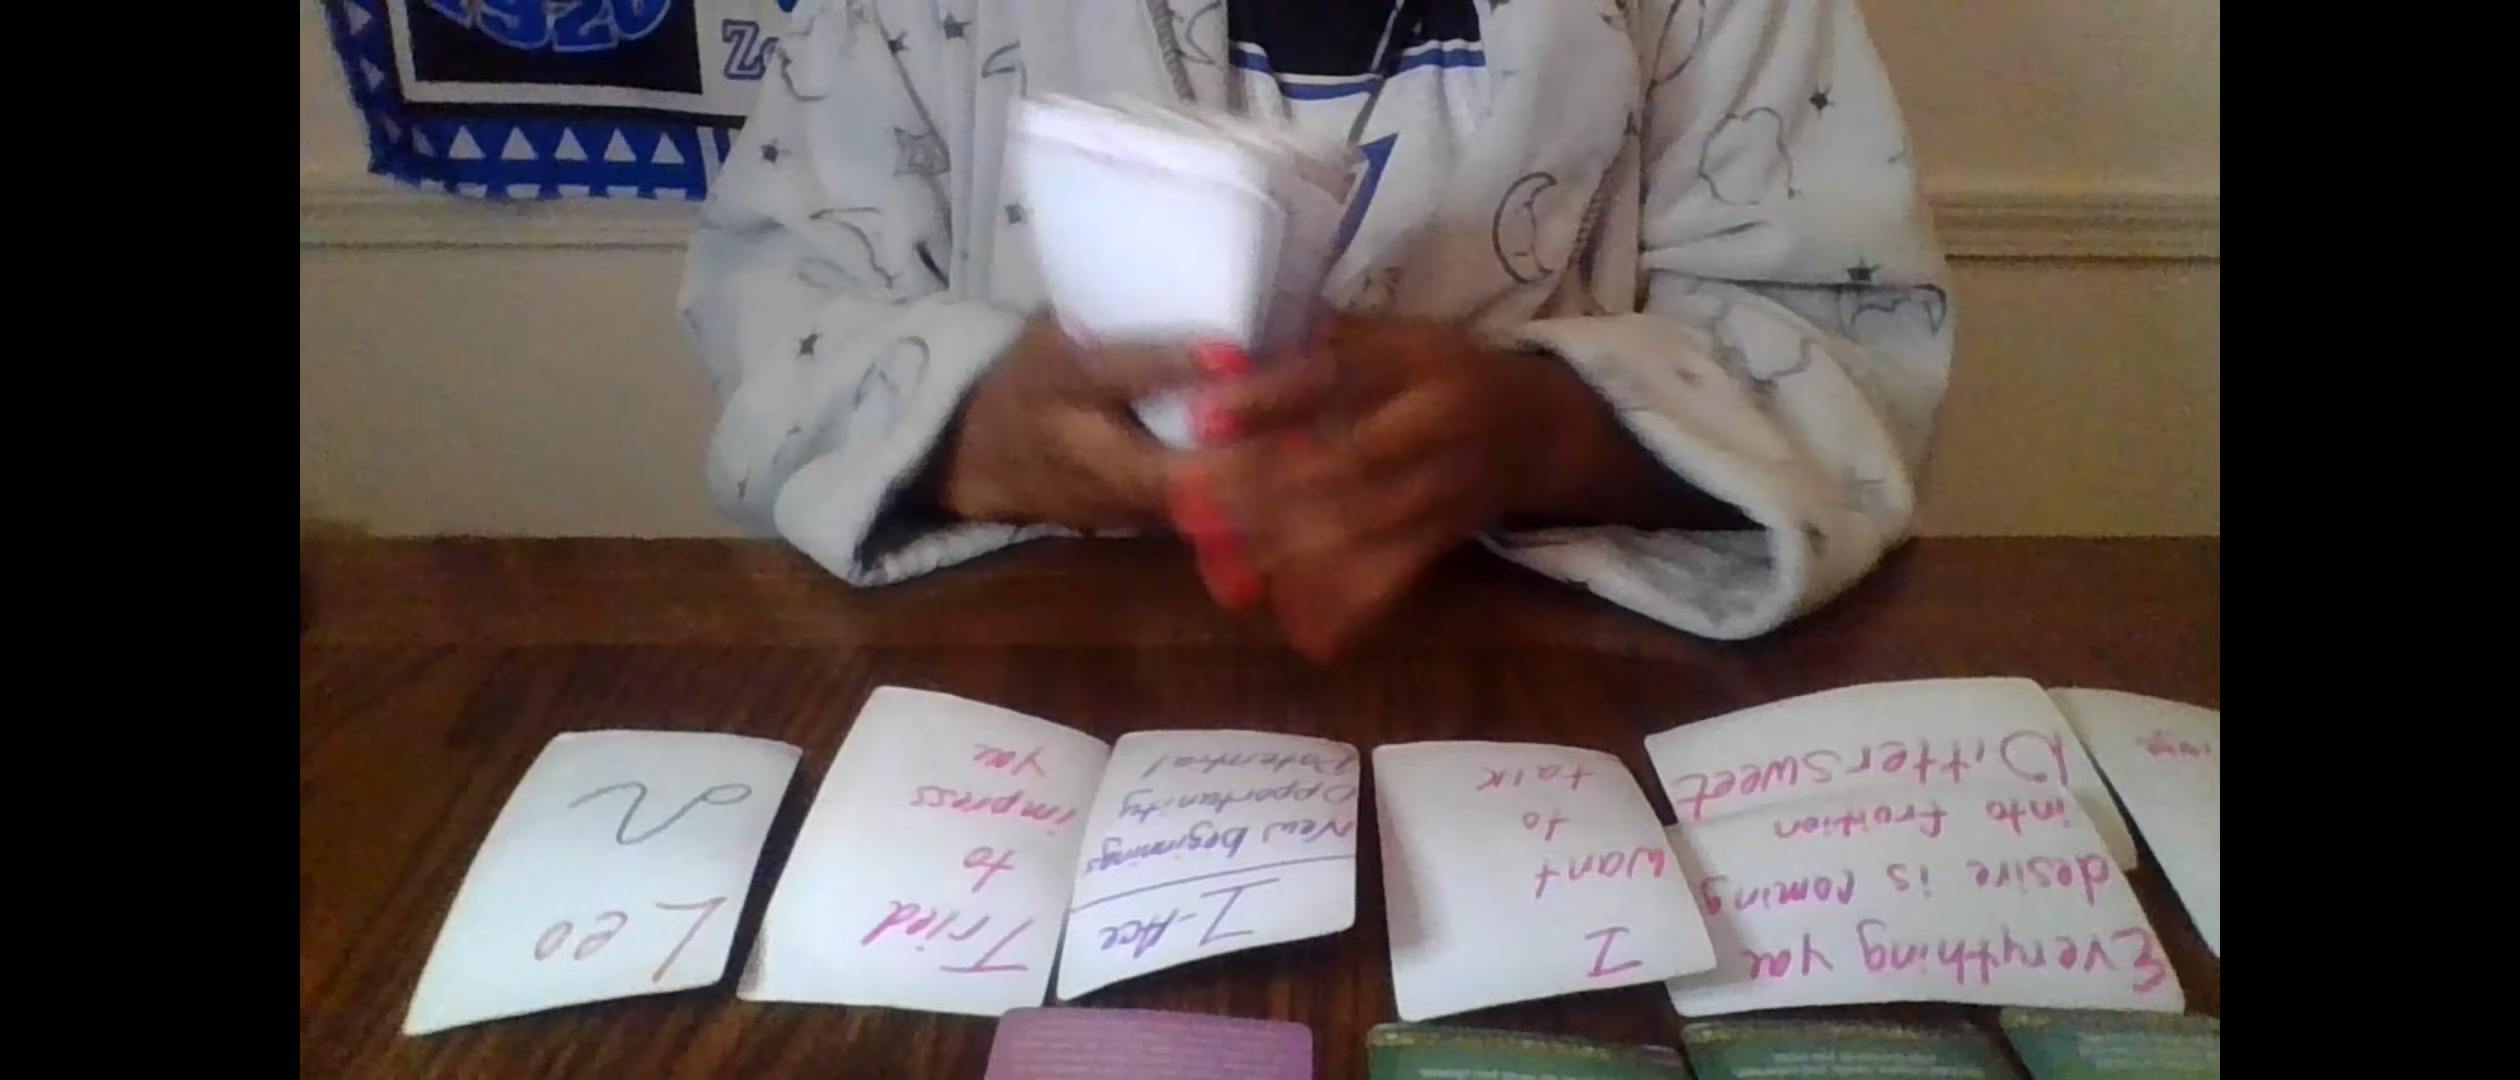 1920
Leo
Tried
to
impress
you
I-Ace
New beginnings
Opportunity
Potential
I
want
to
talk
Everything you
desire is coming
into fruition
Bittersweet